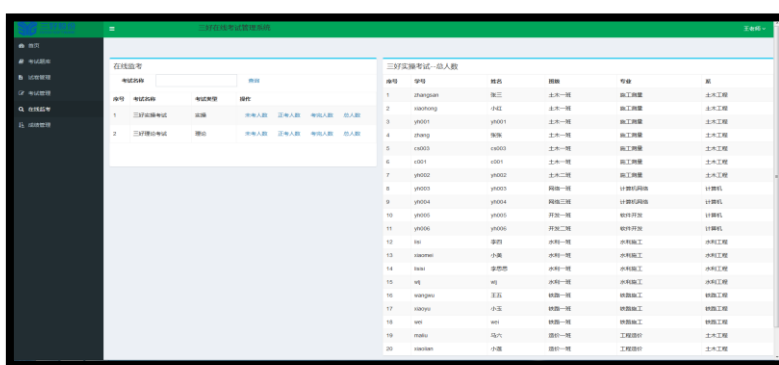 三好在线考试管理系统
王老师
首页
考试题库
试卷管理
考试管理
在线监考
成绩管理
在线监考
考试名称 查询
序号 考试名称 考试类型 操作
1 三好实操考试 实操 未考人数 正考人数 考完人数 总人数
2 三好理论考试 理论 未考人数 正考人数 考完人数 总人数
三好实操考试--总人数
序号 学号 姓名 班级 专业 系
1 zhangsan 张三 土木一班 施工测量 土木工程
2 xiaohong 小红 土木一班 施工测量 土木工程
3 yh001 yh001 土木一班 施工测量 土木工程
4 zhang 张张 土木一班 施工测量 土木工程
5 cs003 cs003 土木一班 施工测量 土木工程
6 c001 c001 土木一班 施工测量 土木工程
7 yh002 yh002 土木二班 施工测量 土木工程
8 yh003 yh003 网络一班 计算机网络 计算机
9 yh004 yh004 网络三班 计算机网络 计算机
10 yh005 yh005 开发一班 软件开发 计算机
11 yh006 yh006 开发二班 软件开发 计算机
12 lisi 李四 水利一班 水利施工 水利工程
13 xiaomei 小美 水利一班 水利施工 水利工程
14 lisisi 李思思 水利一班 水利施工 水利工程
15 wj wj 水利一班 水利施工 水利工程
16 wangwu 王五 铁路一班 铁路施工 铁路工程
17 xiaoyu 小玉 铁路一班 铁路施工 铁路工程
18 wei wei 铁路一班 铁路施工 铁路工程
19 maliu 马六 造价一班 工程造价 土木工程
20 xiaolian 小莲 造价一班 工程造价 土木工程